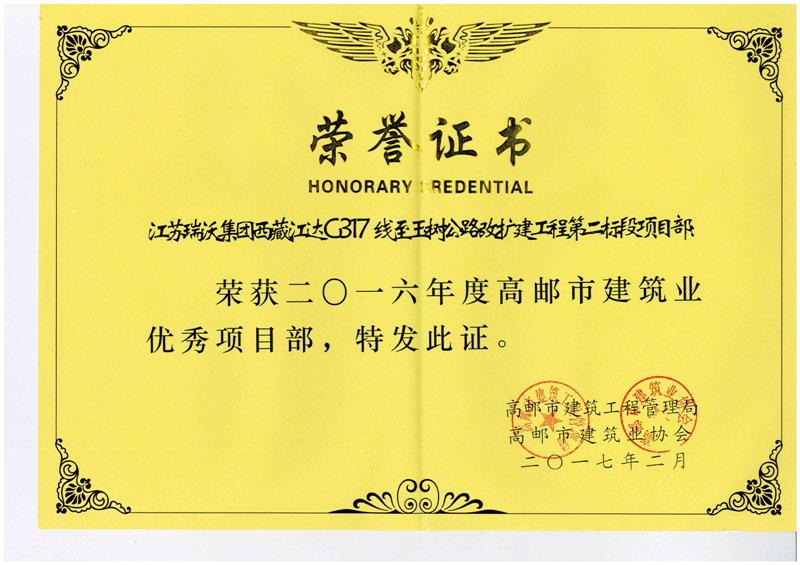 荣誉证书
HONORARY CREDENTIAL
江苏瑞沃集团西藏江达G317线至玉树公路改扩建工程第二标段项目部
荣获二〇一六年度高邮市建筑业
优秀项目部，特发此证。
高邮市建筑工程管理局
高邮市建筑业协会
二〇一七年二月